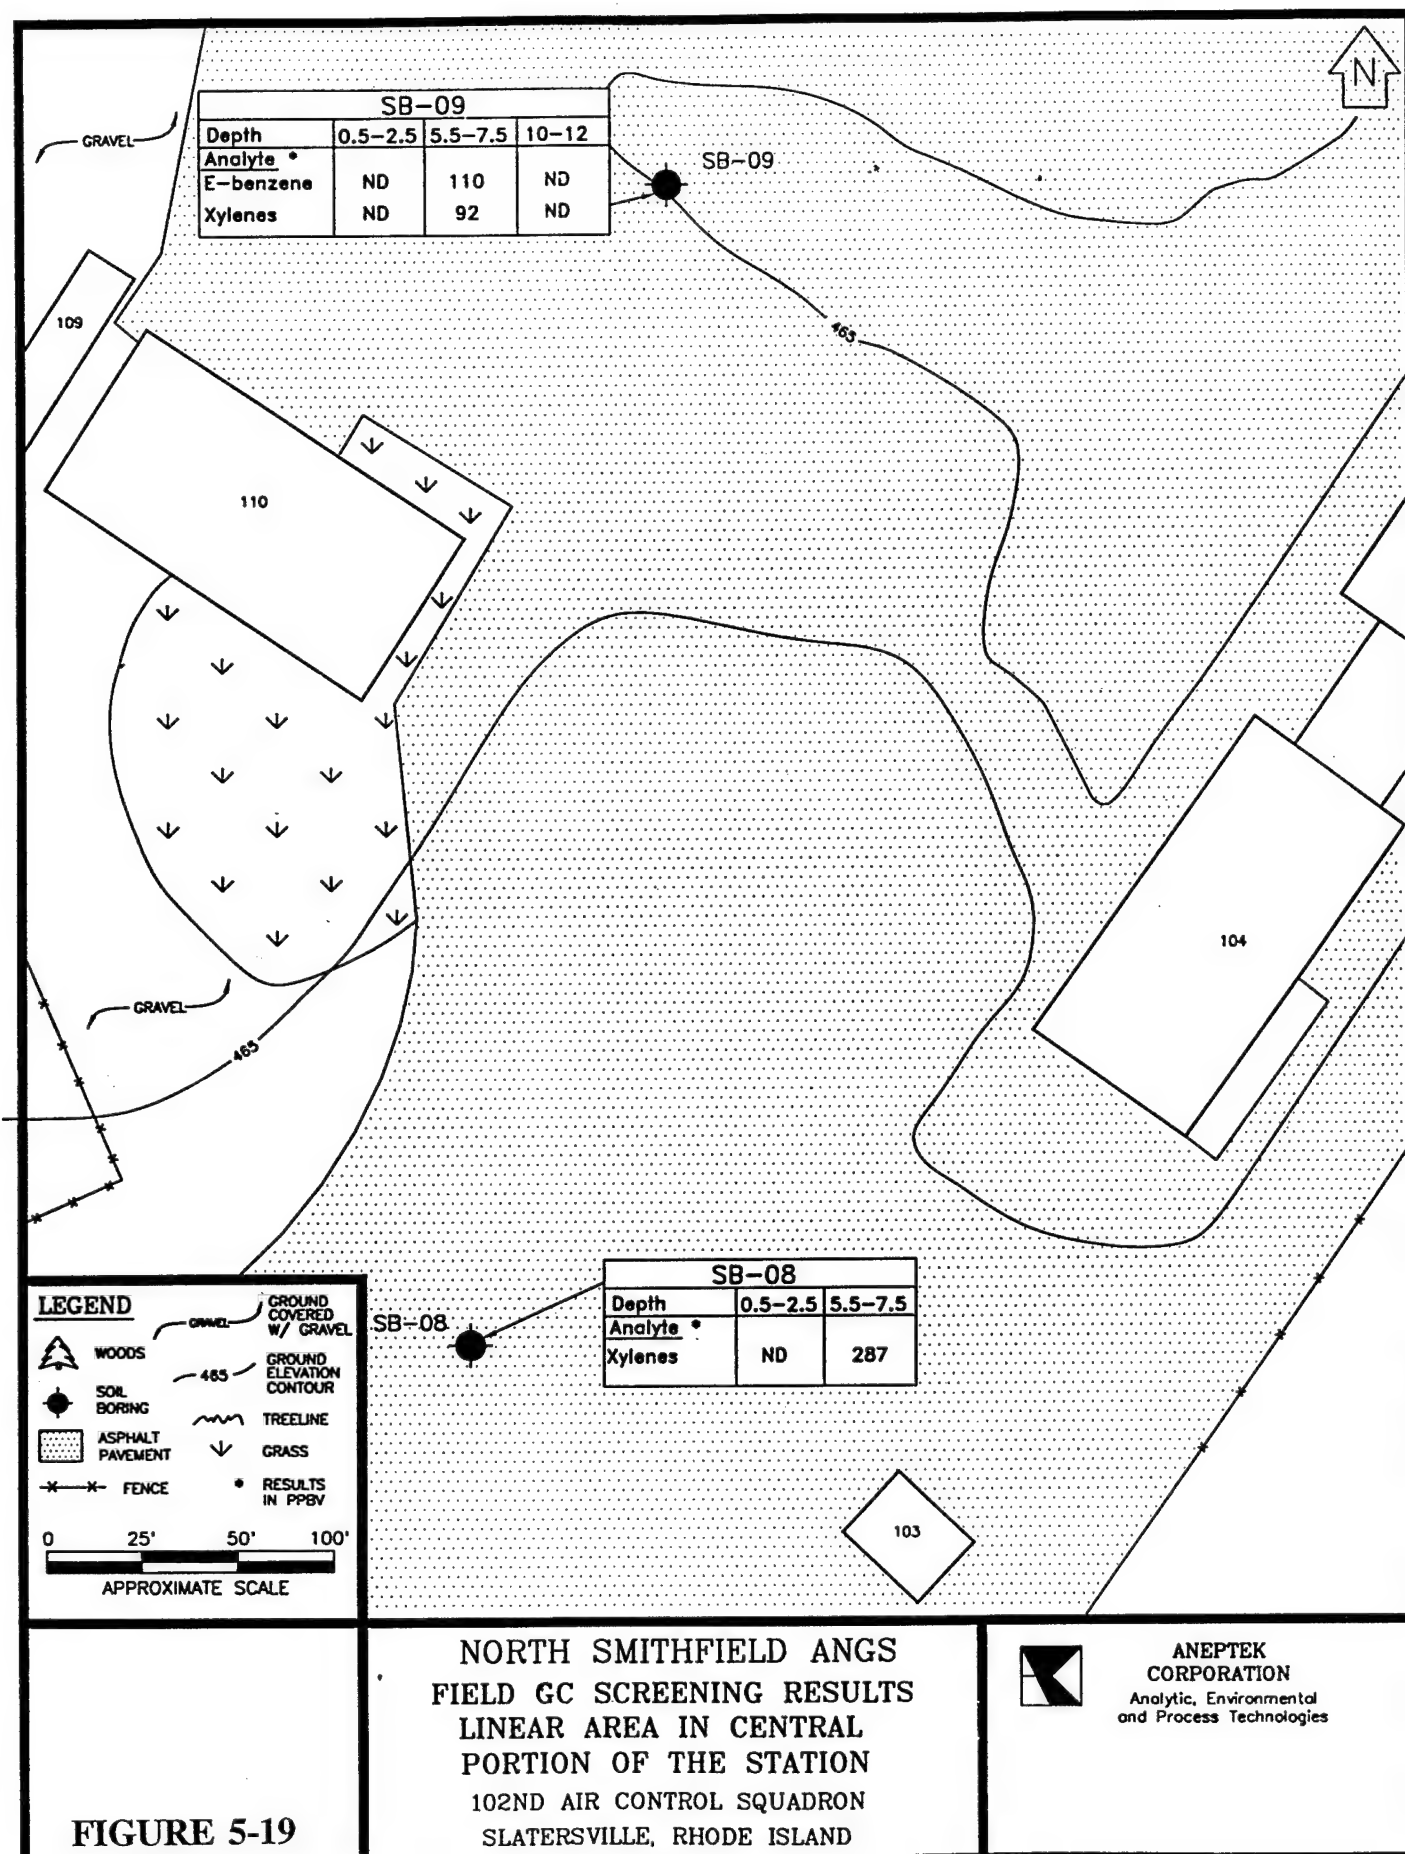 N
SB-09
Depth 0.5-2.5 5.5-7.5 10-12
Analyte *
E-benzene ND 110 ND
Xylenes ND 92 ND
SB-09
GRAVEL
109
465
110
104
GRAVEL
465
SB-08
SB-08
Depth 0.5-2.5 5.5-7.5
Analyte *
Xylenes ND 287
103
LEGEND
WOODS
SOIL
BORING
ASPHALT
PAVEMENT
FENCE
GRAVEL
GROUND
COVERED
W/ GRAVEL
465
GROUND
ELEVATION
CONTOUR
TREELINE
GRASS
* RESULTS
IN PPBV
0 25' 50' 100'
APPROXIMATE SCALE
FIGURE 5-19
NORTH SMITHFIELD ANGS
FIELD GC SCREENING RESULTS
LINEAR AREA IN CENTRAL
PORTION OF THE STATION
102ND AIR CONTROL SQUADRON
SLATERSVILLE, RHODE ISLAND
ANEPTEK
CORPORATION
Analytic, Environmental
and Process Technologies